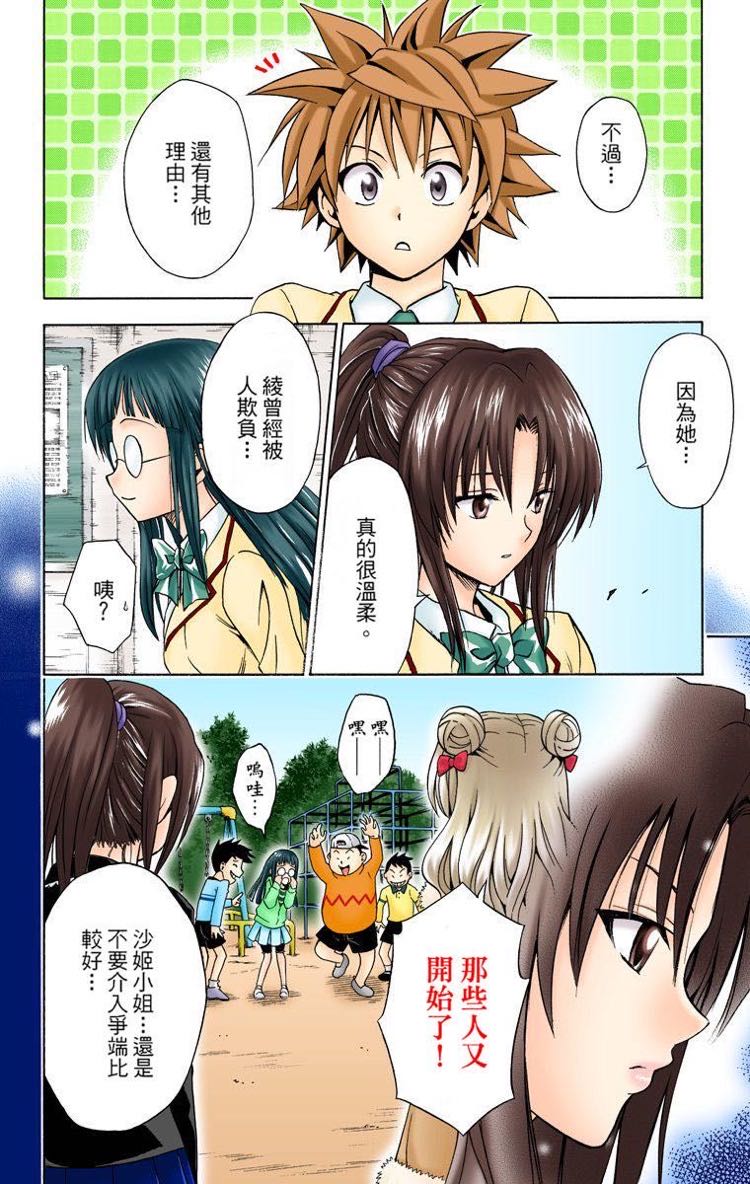 不過…
還有其他
理由…
因為她…
真的很溫柔。
綾曾經被
人欺負…
咦?
嘿──
嘿──
嗚哇…
那些人又
開始了!
沙姬小姐…還是
不要介入爭端比
較好…